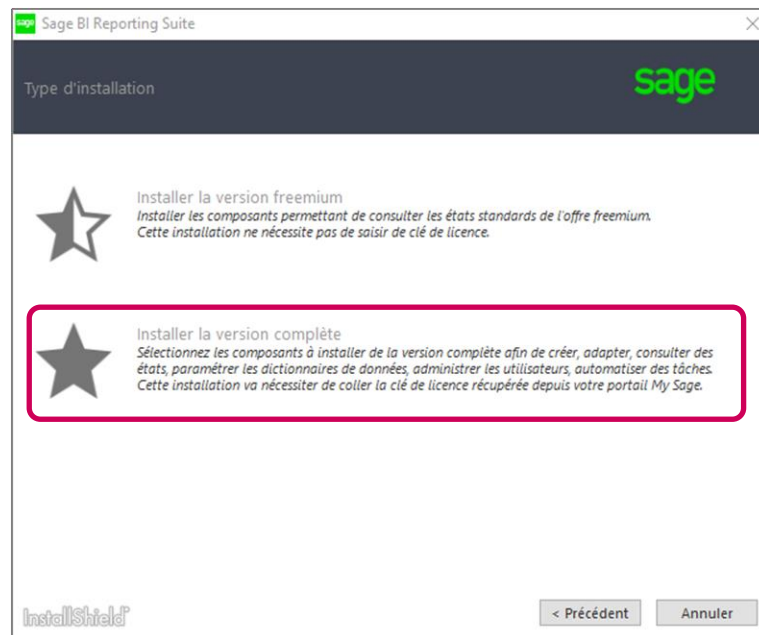 sage Sage BI Reporting Suite
Type d'installation
sage
Installer la version freemium
Installer les composants permettant de consulter les états standards de l'offre freemium.
Cette installation ne nécessite pas de saisir de clé de licence.
Installer la version complète
Sélectionnez les composants à installer de la version complète afin de créer, adapter, consulter des
états, paramétrer les dictionnaires de données, administrer les utilisateurs, automatiser des tâches.
Cette installation va nécessiter de coller la clé de licence récupérée depuis votre portail My Sage.
InstallShield
< Précédent
Annuler